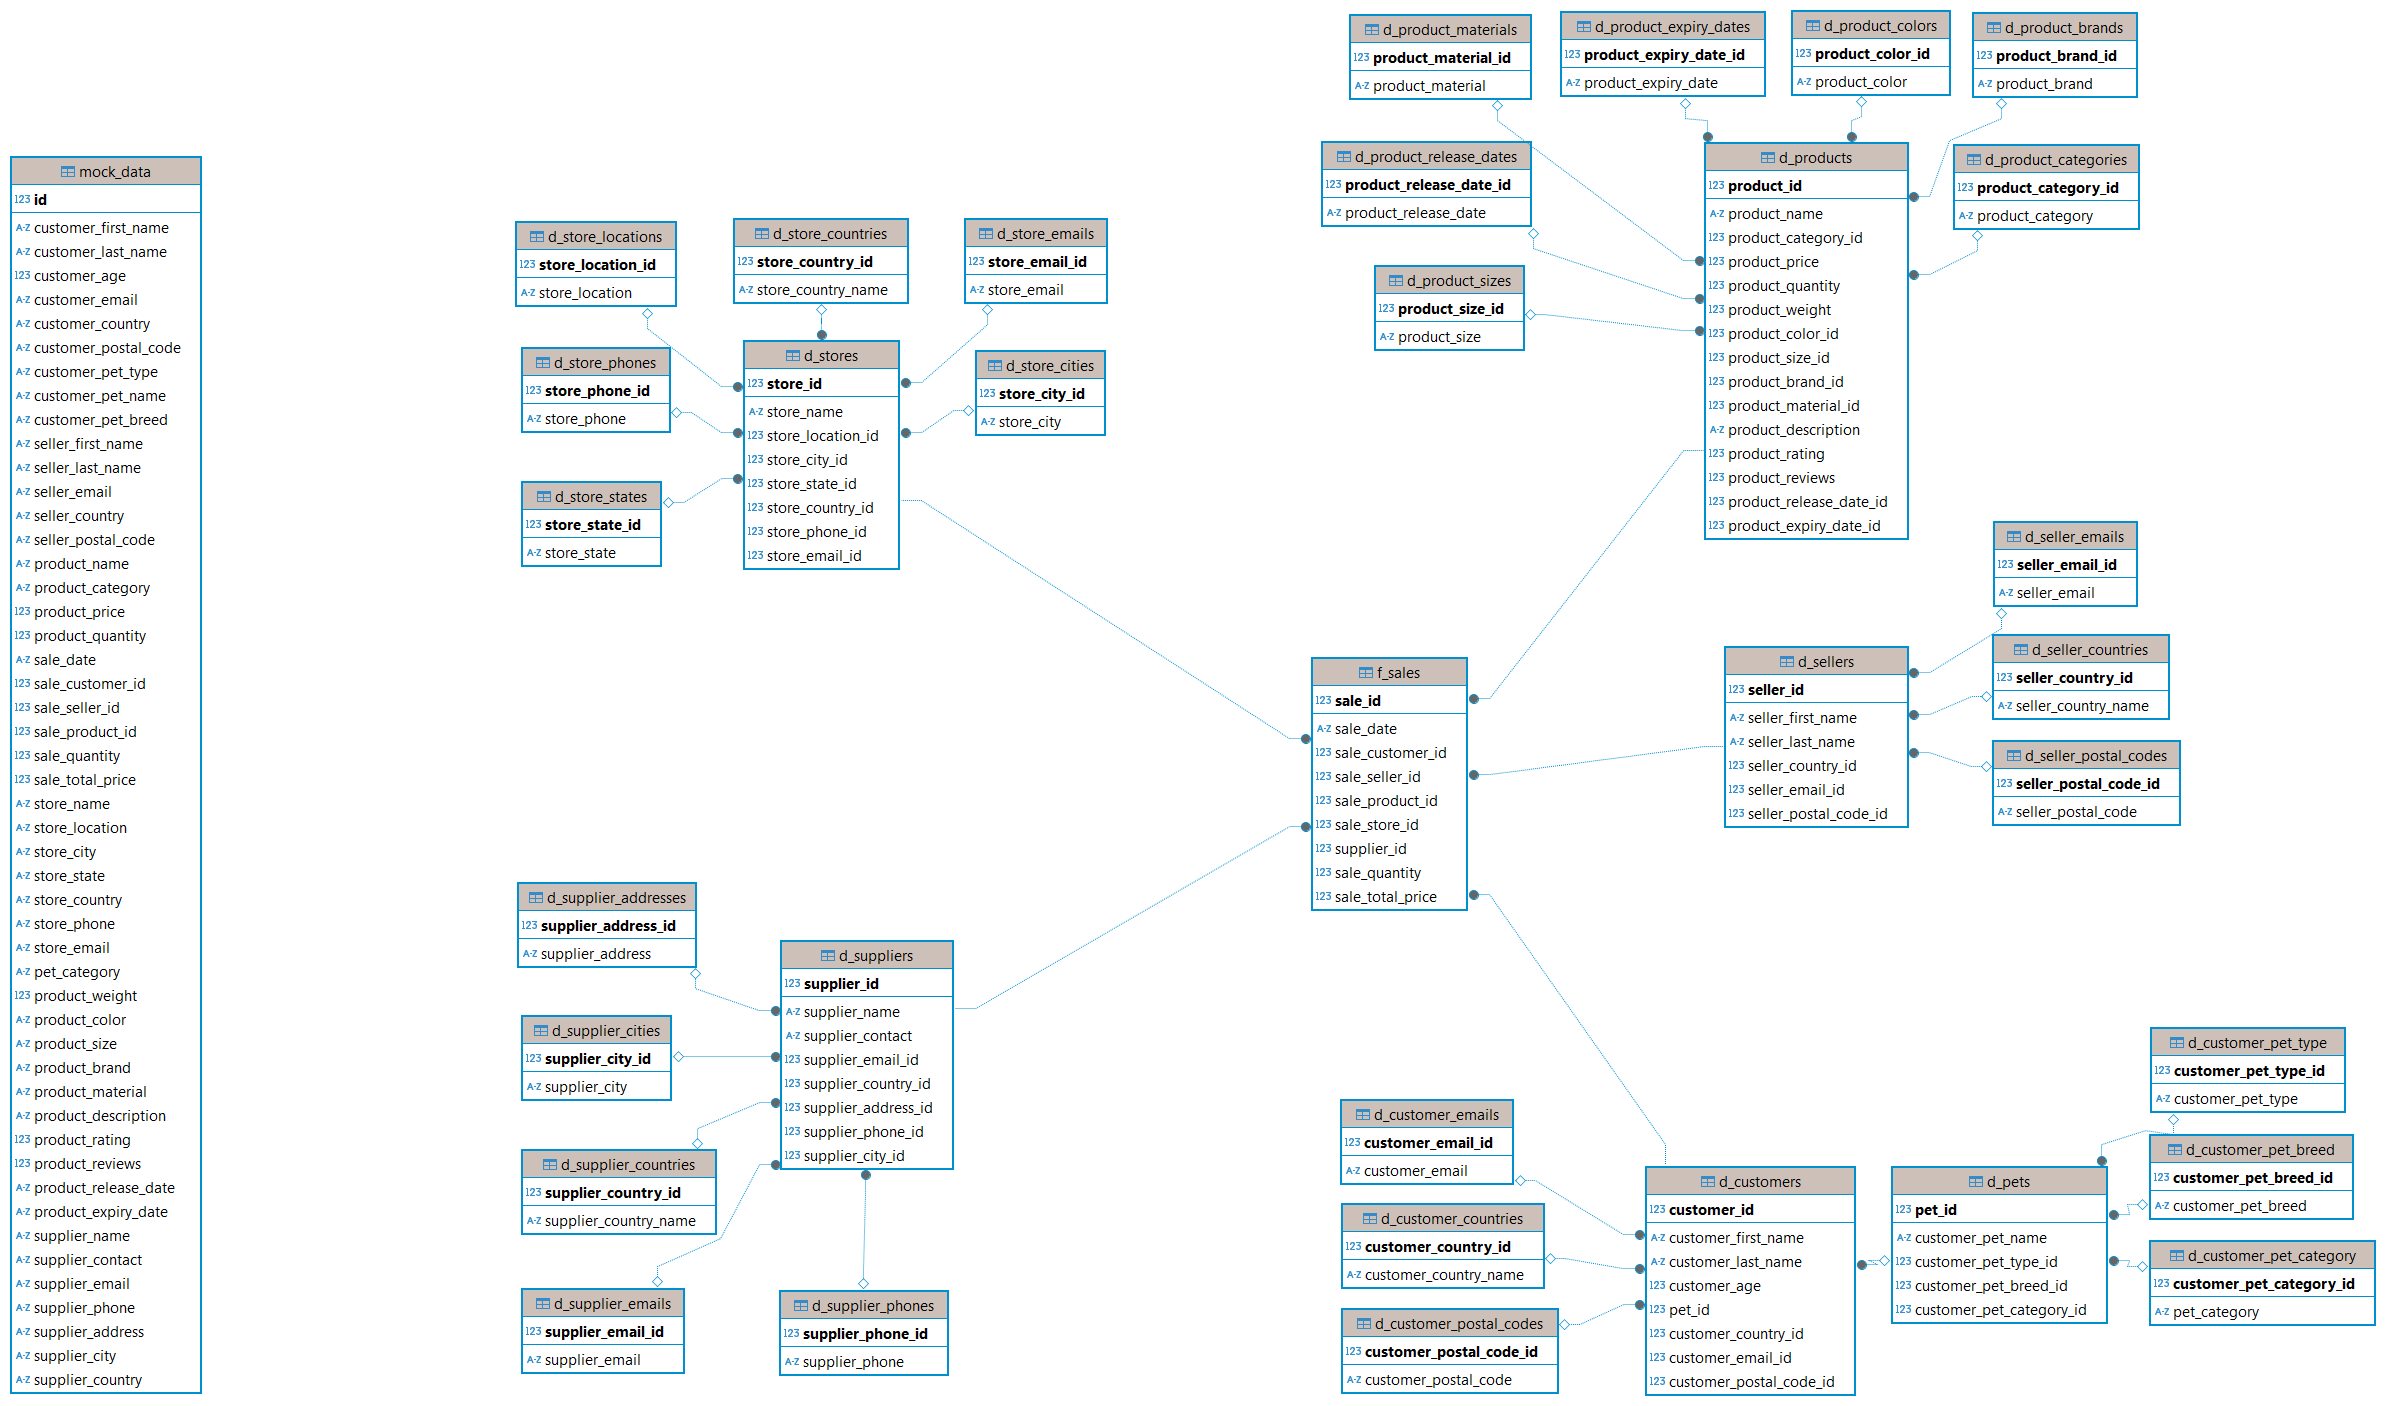 mock_data
123 id
A-Z customer_first_name
A-Z customer_last_name
123 customer_age
A-Z customer_email
A-Z customer_country
A-Z customer_postal_code
A-Z customer_pet_type
A-Z customer_pet_name
A-Z customer_pet_breed
A-Z seller_first_name
A-Z seller_last_name
A-Z seller_email
A-Z seller_country
A-Z seller_postal_code
A-Z product_name
A-Z product_category
123 product_price
123 product_quantity
A-Z sale_date
123 sale_customer_id
123 sale_seller_id
123 sale_product_id
123 sale_quantity
123 sale_total_price
A-Z store_name
A-Z store_location
A-Z store_city
A-Z store_state
A-Z store_country
A-Z store_phone
A-Z store_email
A-Z pet_category
123 product_weight
A-Z product_color
A-Z product_size
A-Z product_brand
A-Z product_material
A-Z product_description
123 product_rating
123 product_reviews
A-Z product_release_date
A-Z product_expiry_date
A-Z supplier_name
A-Z supplier_contact
A-Z supplier_email
A-Z supplier_phone
A-Z supplier_address
A-Z supplier_city
A-Z supplier_country
d_store_locations
123 store_location_id
A-Z store_location
d_store_countries
123 store_country_id
A-Z store_country_name
d_store_emails
123 store_email_id
A-Z store_email
d_store_phones
123 store_phone_id
A-Z store_phone
d_stores
123 store_id
A-Z store_name
123 store_location_id
123 store_city_id
123 store_state_id
123 store_country_id
123 store_phone_id
123 store_email_id
d_store_cities
123 store_city_id
A-Z store_city
d_store_states
123 store_state_id
A-Z store_state
d_product_materials
123 product_material_id
A-Z product_material
d_product_expiry_dates
123 product_expiry_date_id
A-Z product_expiry_date
d_product_colors
123 product_color_id
A-Z product_color
d_product_brands
123 product_brand_id
A-Z product_brand
d_product_release_dates
123 product_release_date_id
A-Z product_release_date
d_product_sizes
123 product_size_id
A-Z product_size
d_products
123 product_id
A-Z product_name
123 product_category_id
123 product_price
123 product_quantity
123 product_weight
123 product_color_id
123 product_size_id
123 product_brand_id
123 product_material_id
A-Z product_description
123 product_rating
123 product_reviews
123 product_release_date_id
123 product_expiry_date_id
d_product_categories
123 product_category_id
A-Z product_category
f_sales
123 sale_id
A-Z sale_date
123 sale_customer_id
123 sale_seller_id
123 sale_product_id
123 sale_store_id
123 supplier_id
123 sale_quantity
123 sale_total_price
d_sellers
123 seller_id
A-Z seller_first_name
A-Z seller_last_name
123 seller_country_id
123 seller_email_id
123 seller_postal_code_id
d_seller_emails
123 seller_email_id
A-Z seller_email
d_seller_countries
123 seller_country_id
A-Z seller_country_name
d_seller_postal_codes
123 seller_postal_code_id
A-Z seller_postal_code
d_supplier_addresses
123 supplier_address_id
A-Z supplier_address
d_supplier_cities
123 supplier_city_id
A-Z supplier_city
d_supplier_countries
123 supplier_country_id
A-Z supplier_country_name
d_supplier_emails
123 supplier_email_id
A-Z supplier_email
d_suppliers
123 supplier_id
A-Z supplier_name
A-Z supplier_contact
123 supplier_email_id
123 supplier_country_id
123 supplier_address_id
123 supplier_phone_id
123 supplier_city_id
d_supplier_phones
123 supplier_phone_id
A-Z supplier_phone
d_customer_emails
123 customer_email_id
A-Z customer_email
d_customer_countries
123 customer_country_id
A-Z customer_country_name
d_customer_postal_codes
123 customer_postal_code_id
A-Z customer_postal_code
d_customers
123 customer_id
A-Z customer_first_name
A-Z customer_last_name
123 customer_age
123 pet_id
123 customer_country_id
123 customer_email_id
123 customer_postal_code_id
d_pets
123 pet_id
A-Z customer_pet_name
123 customer_pet_type_id
123 customer_pet_breed_id
123 customer_pet_category_id
d_customer_pet_type
123 customer_pet_type_id
A-Z customer_pet_type
d_customer_pet_breed
123 customer_pet_breed_id
A-Z customer_pet_breed
d_customer_pet_category
123 customer_pet_category_id
A-Z pet_category